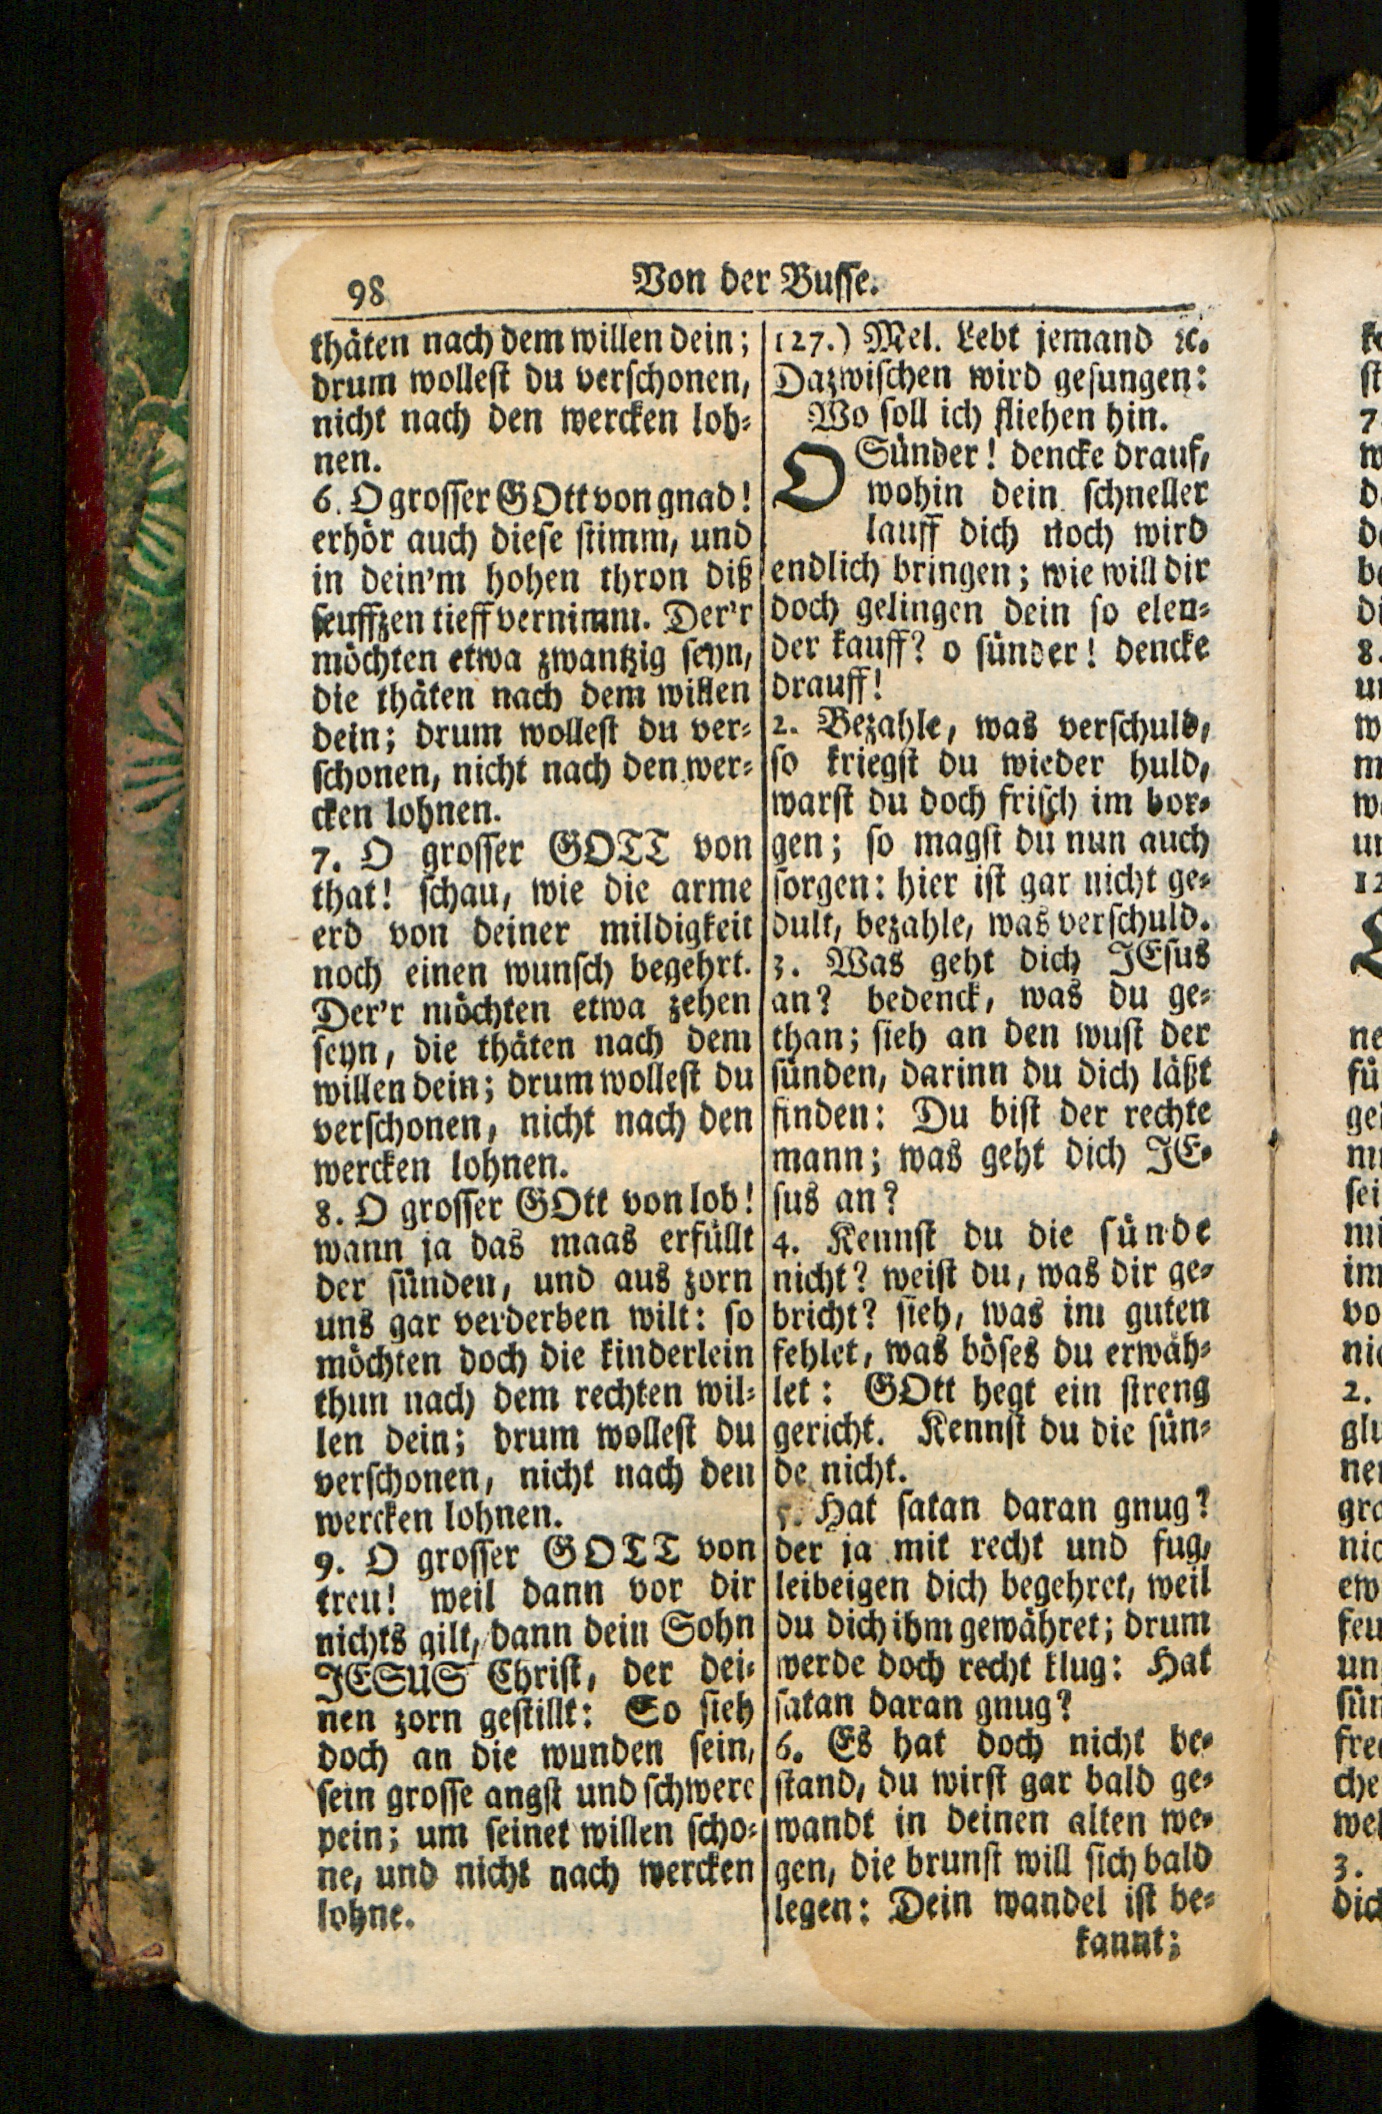 98
Von der Busse.
thäten nach dem willen dein;
drum wollest du verschonen,
nicht nach den wercken loh-
nen.
6. O grosser GOtt von gnad!
erhör auch diese stimm, und
in dein'm hohen thron diß
seuffzen tieff vernimm. Der'r
möchten etwa zwantzig seyn,
die thäten nach dem willen
dein; drum wollest du ver-
schonen, nicht nach den wer-
cken lohnen.
7. O grosser GOTT von
that! schau, wie die arme
erd von deiner mildigkeit
noch einen wunsch begehrt.
Der'r möchten etwa zehen
seyn, die thäten nach dem
willen dein; drum wollest du
verschonen, nicht nach den
wercken lohnen.
8. O grosser GOtt von lob!
wann ja das maas erfüllt
der sünden, und aus zorn
uns gar verderben wilt: so
möchten doch die kinderlein
thun nach dem rechten wil-
len dein; drum wollest du
verschonen, nicht nach den
wercken lohnen.
9. O grosser GOTT von
treu! weil dann vor dir
nichts gilt, dann dein Sohn
JESUS Christ, der dei-
nen zorn gestillt: So sieh
doch an die wunden sein,
sein grosse angst und schwere
pein; um seinet willen scho-
ne, und nicht nach wercken
lohne.
127.) Mel. Lebt jemand ꝛc.
Dazwischen wird gesungen:
Wo soll ich fliehen hin.
O Sünder! dencke drauf,
wohin dein schneller
lauff dich noch wird
endlich bringen; wie will dir
doch gelingen dein so elen-
der kauff? o sünder! dencke
drauff!
2. Bezahle, was verschuld,
so kriegst du wieder huld,
warst du doch frisch im bor-
gen; so magst du nun auch
sorgen: hier ist gar nicht ge-
dult, bezahle, was verschuld.
3. Was geht dich JEsus
an? bedenck, was du ge-
than; sieh an den wust der
sünden, darinn du dich läßt
finden: Du bist der rechte
mann; was geht dich JE-
sus an?
4. Kennst du die sünde
nicht? weist du, was dir ge-
bricht? sieh, was im guten
fehlet, was böses du erwäh-
let: GOtt hegt ein streng
gericht. Kennst du die sün-
de nicht.
5. Hat satan daran gnug?
der ja mit recht und fug,
leibeigen dich begehret, weil
du dich ihm gewähret; drum
werde doch recht klug: Hat
satan daran gnug?
6. Es hat doch nicht be-
stand, du wirst gar bald ge-
wandt in deinen alten we-
gen, die brunst will sich bald
legen: Dein wandel ist be-
kannt;